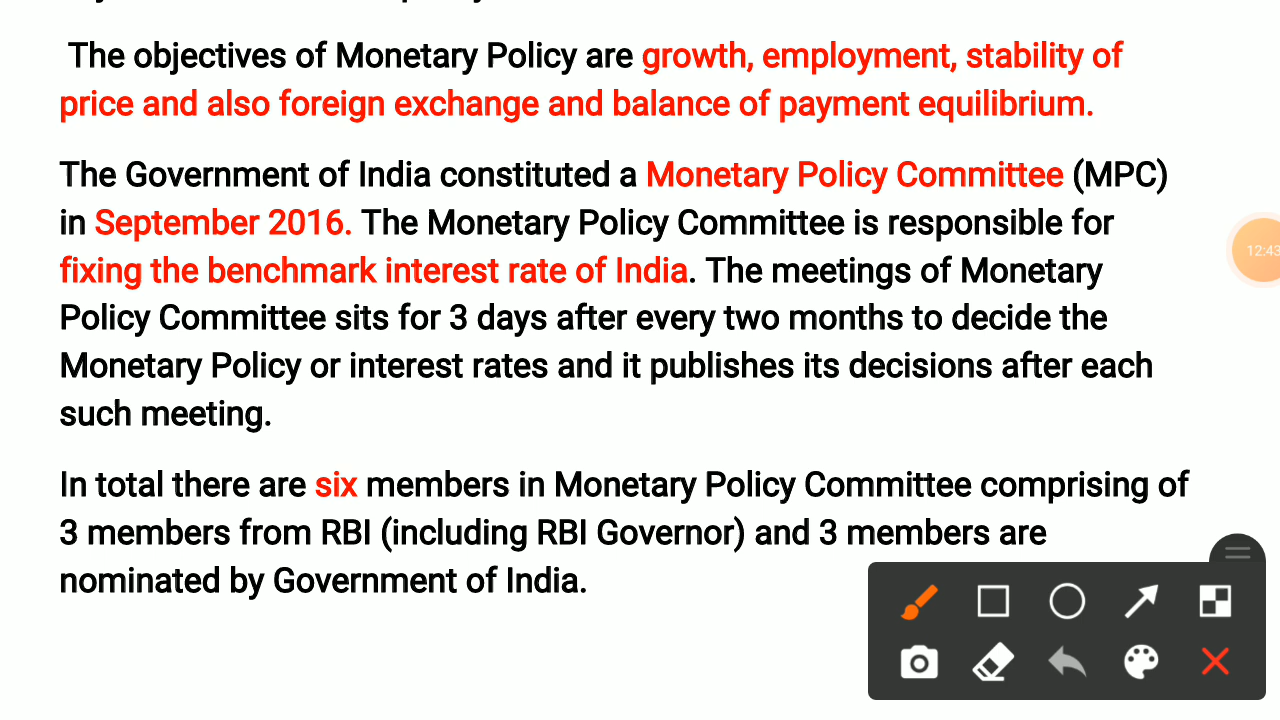 The objectives of Monetary Policy are growth, employment, stability of
price and also foreign exchange and balance of payment equilibrium.
The Government of India constituted a Monetary Policy Committee (MPC)
in September 2016. The Monetary Policy Committee is responsible for
fixing the benchmark interest rate of India. The meetings of Monetary
Policy Committee sits for 3 days after every two months to decide the
Monetary Policy or interest rates and it publishes its decisions after each
such meeting.
In total there are six members in Monetary Policy Committee comprising of
3 members from RBI (including RBI Governor) and 3 members are
nominated by Government of India.
12:43